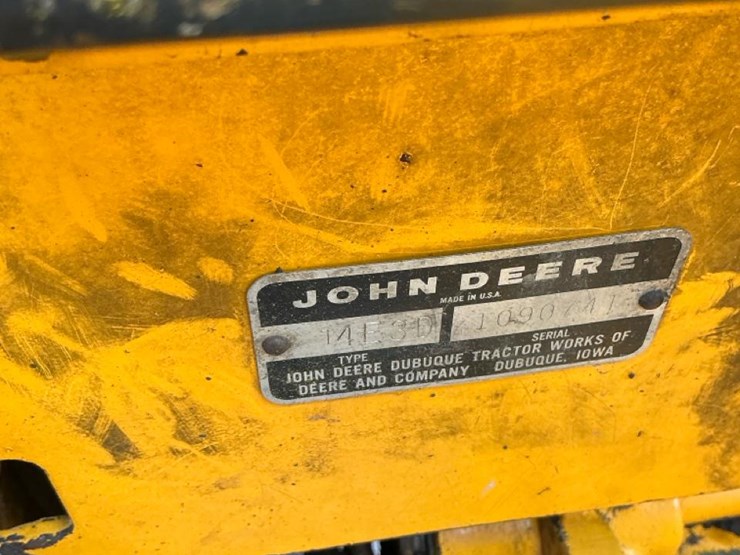 JOHN DEERE
MADE IN U.S.A.
TYPE SERIAL
JOHN DEERE DUBUQUE TRACTOR WORKS OF
DEERE AND COMPANY DUBUQUE, IOWA